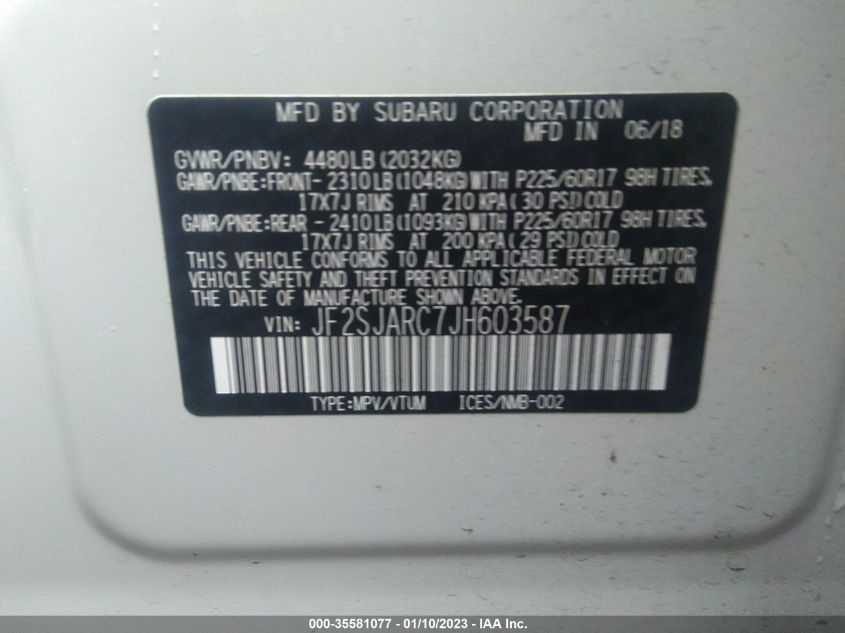 MFD BY SUBARU CORPORATION
MFD IN 06/18
GVWR/PNBV: 4480LB(2032KG)
GAWR/PNBE:FRONT-2310LB(1048KG)WITH P225/60R17 98H TIRES,
17X7J RIMS AT 210 KPA(30 PSI)COLD
GAWR/PNBE:REAR -2410LB(1093KG)WITH P225/60R17 98H TIRES,
17X7J RIMS AT 200 KPA(29 PSI)COLD
THIS VEHICLE CONFORMS TO ALL APPLICABLE FEDERAL MOTOR
VEHICLE SAFETY AND THEFT PREVENTION STANDARDS IN EFFECT ON
THE DATE OF MANUFACTURE SHOWN ABOVE.
VIN: JF2SJARC7JH603587
TYPE:MPV/VTUM ICES/NMB-002
000-35581077 - 01/10/2023 - IAA Inc.